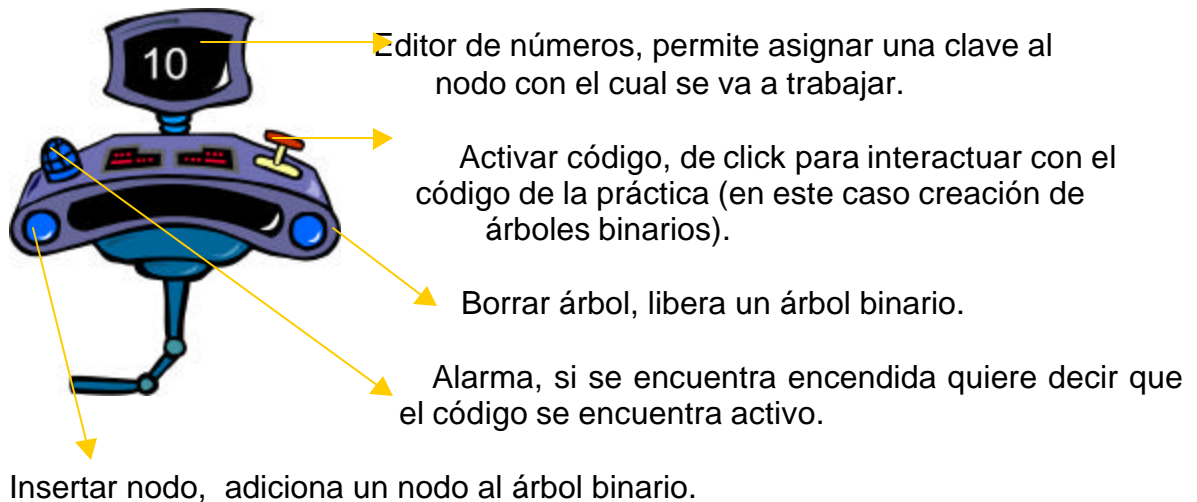 10
Editor de números, permite asignar una clave al
nodo con el cual se va a trabajar.
Activar código, de click para interactuar con el
código de la práctica (en este caso creación de
árboles binarios).
Borrar árbol, libera un árbol binario.
Alarma, si se encuentra encendida quiere decir que
el código se encuentra activo.
Insertar nodo, adiciona un nodo al árbol binario.